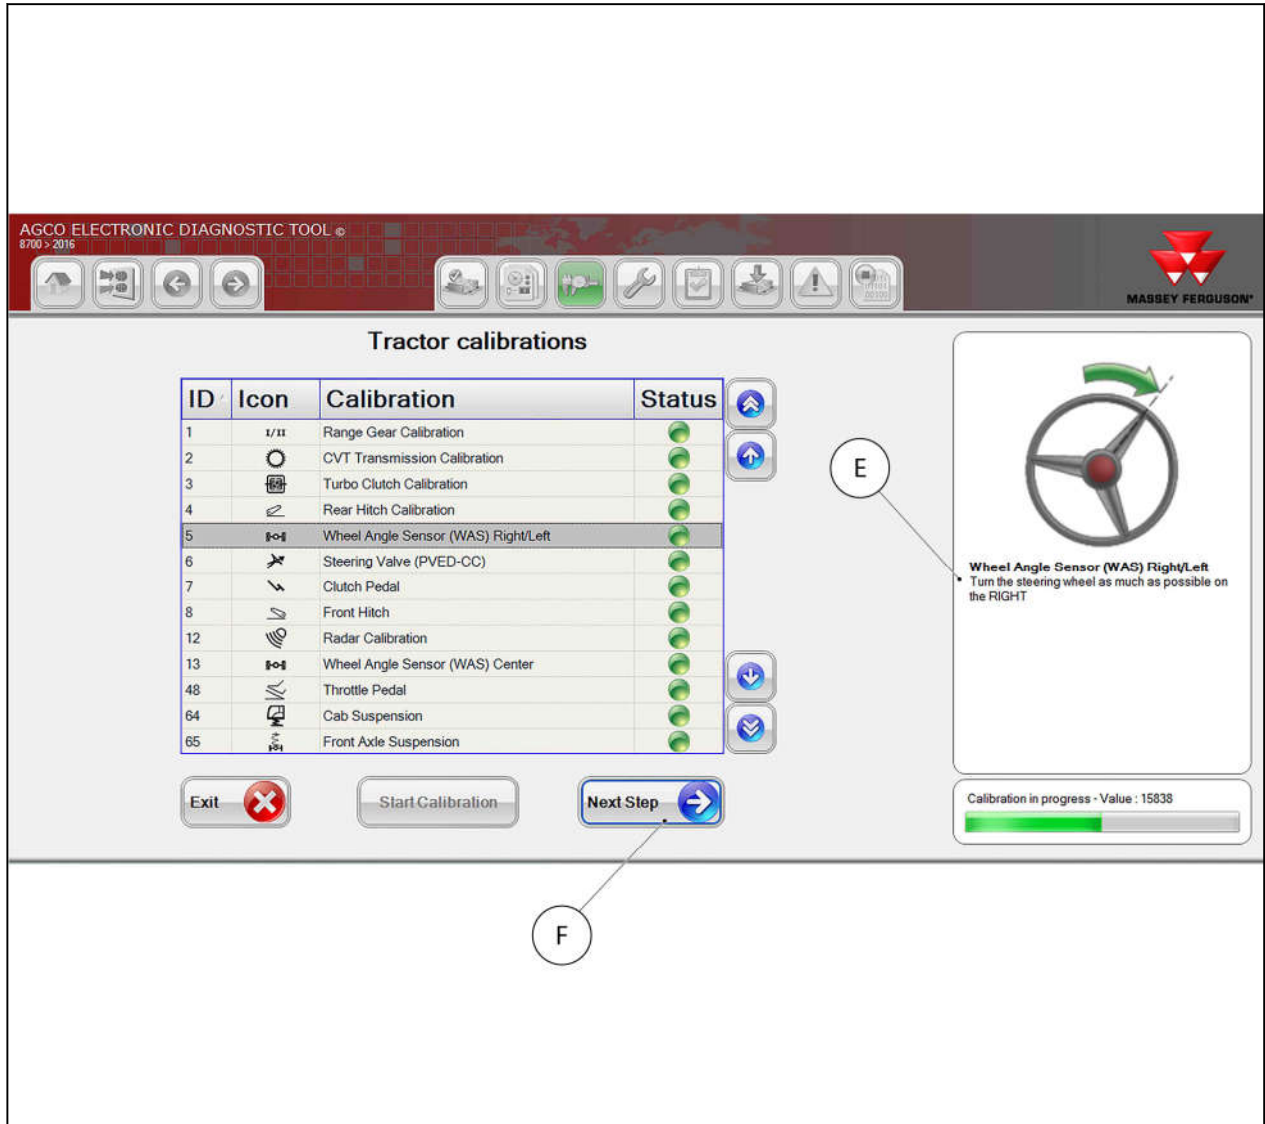 AGCO ELECTRONIC DIAGNOSTIC TOOL ©
8700 > 2016
MASSEY FERGUSON
Tractor calibrations
ID Icon Calibration Status
1 I/II Range Gear Calibration
2 CVT Transmission Calibration
3 Turbo Clutch Calibration
4 Rear Hitch Calibration
5 Wheel Angle Sensor (WAS) Right/Left
6 Steering Valve (PVED-CC)
7 Clutch Pedal
8 Front Hitch
12 Radar Calibration
13 Wheel Angle Sensor (WAS) Center
48 Throttle Pedal
64 Cab Suspension
65 Front Axle Suspension
Exit
Start Calibration
Next Step
E
Wheel Angle Sensor (WAS) Right/Left
Turn the steering wheel as much as possible on
the RIGHT
Calibration in progress - Value : 15838
F